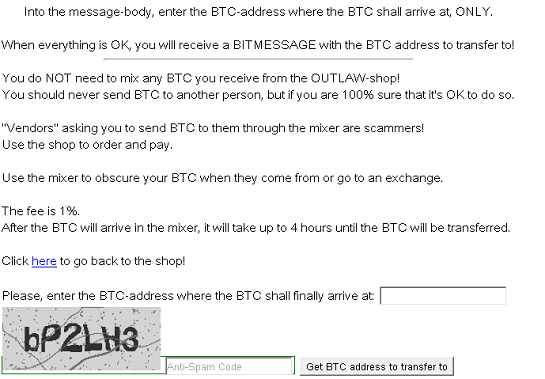 Into the message-body, enter the BTC-address where the BTC shall arrive at, ONLY.
When everything is OK, you will receive a BITMESSAGE with the BTC address to transfer to!
You do NOT need to mix any BTC you receive from the OUTLAW-shop!
You should never send BTC to another person, but if you are 100% sure that it's OK to do so.
"Vendors" asking you to send BTC to them through the mixer are scammers!
Use the shop to order and pay.
Use the mixer to obscure your BTC when they come from or go to an exchange.
The fee is 1%.
After the BTC will arrive in the mixer, it will take up to 4 hours until the BTC will be transferred.
Click here to go back to the shop!
Please, enter the BTC-address where the BTC shall finally arrive at:
bP2LH3
Anti-Spam Code
Get BTC address to transfer to